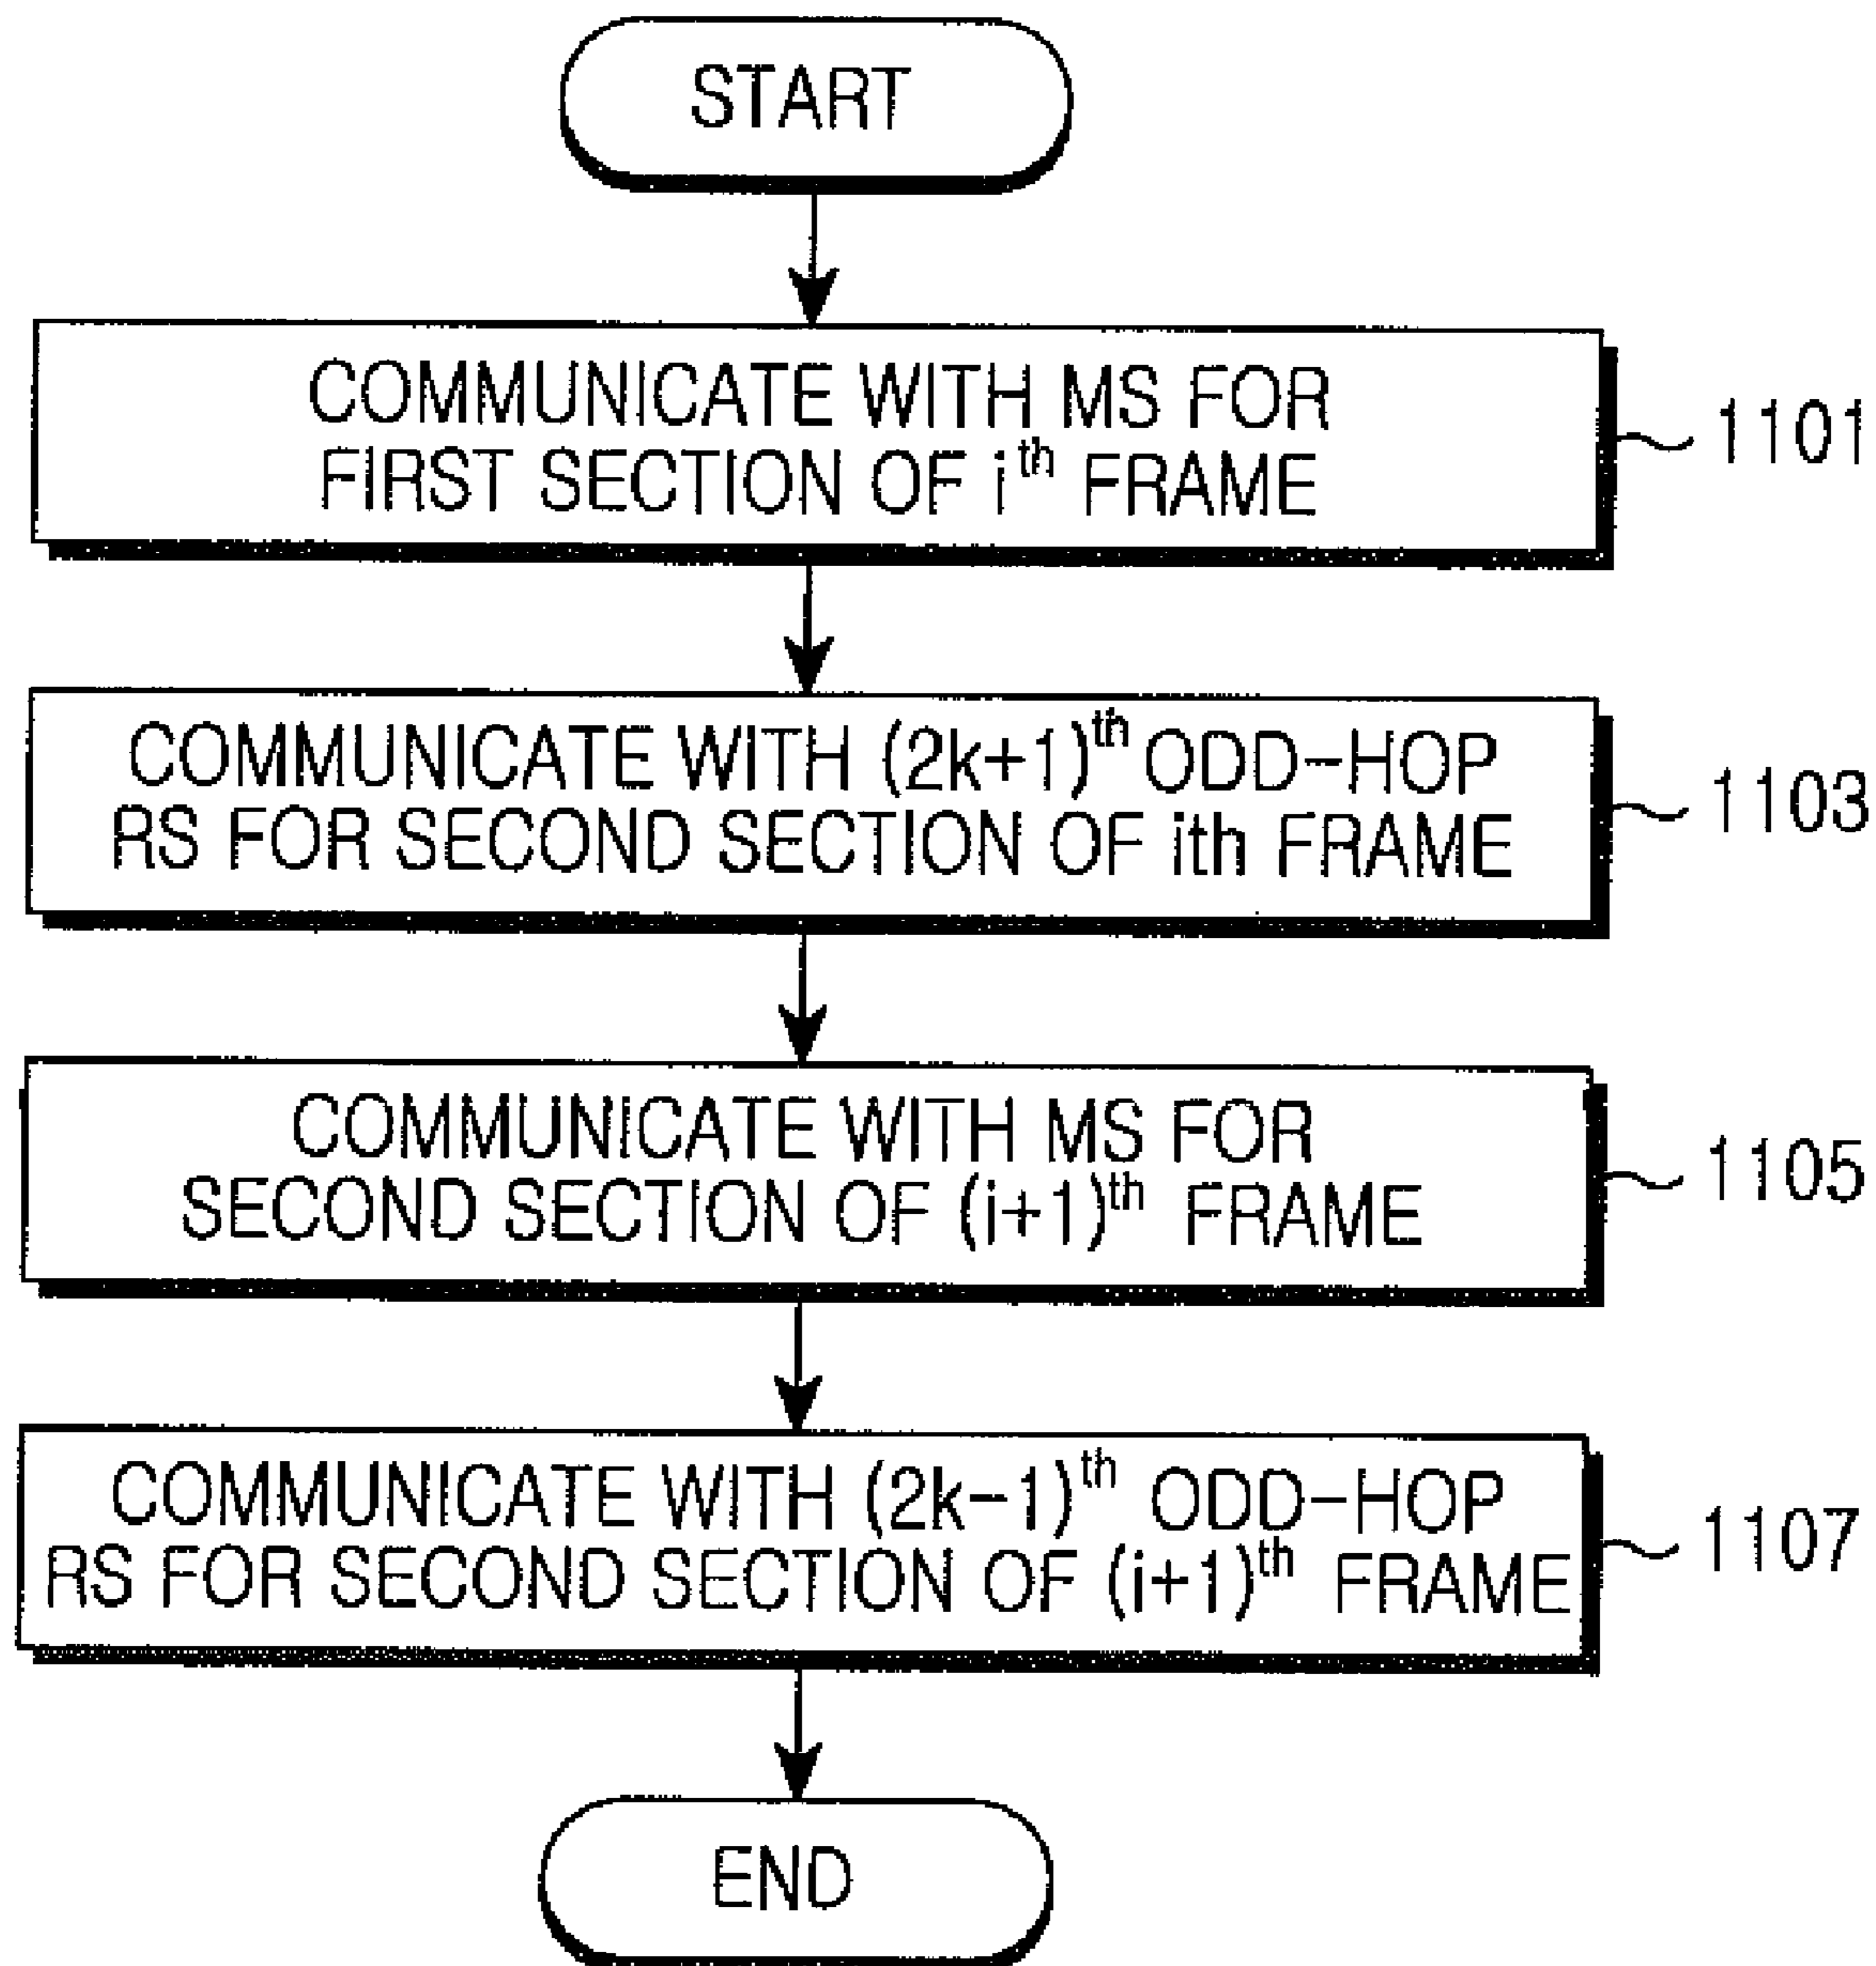 START
COMMUNICATE WITH MS FOR
FIRST SECTION OF i^th FRAME
1101
COMMUNICATE WITH (2k+1)^th ODD-HOP
RS FOR SECOND SECTION OF ith FRAME
1103
COMMUNICATE WITH MS FOR
SECOND SECTION OF (i+1)^th FRAME
1105
COMMUNICATE WITH (2k-1)^th ODD-HOP
RS FOR SECOND SECTION OF (i+1)^th FRAME
1107
END